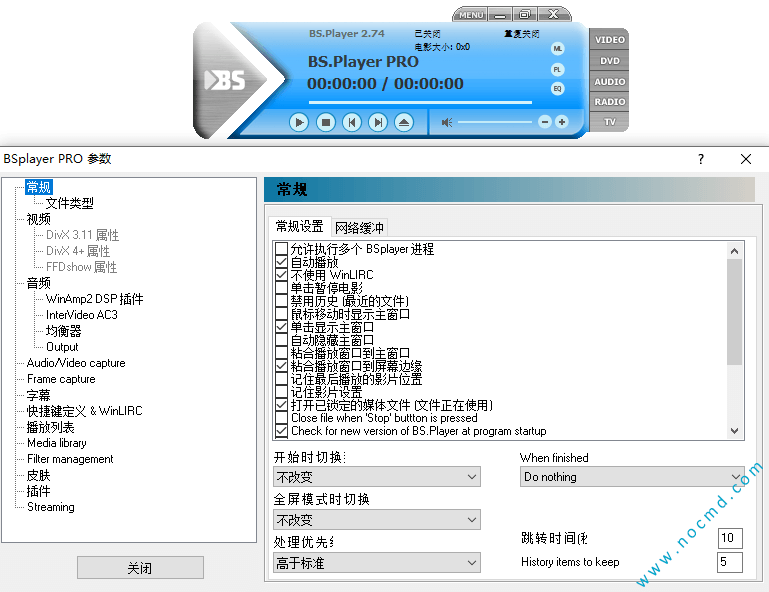 MENU
BS.Player 2.74 已关闭 重复关闭
电影大小: 0x0
BS.Player PRO
00:00:00 / 00:00:00
BS
ML
PL
EQ
VIDEO
DVD
AUDIO
RADIO
TV
BSplayer PRO 参数
常规
文件类型
视频
DivX 3.11 属性
DivX 4+ 属性
FFDshow 属性
音频
WinAmp2 DSP 插件
InterVideo AC3
均衡器
Output
Audio/Video capture
Frame capture
字幕
快捷键定义 & WinLIRC
播放列表
Media library
Filter management
皮肤
插件
Streaming
关闭
常规
常规设置 网络缓冲
允许执行多个 BSplayer 进程
自动播放
不使用 WinLIRC
单击暂停电影
禁用历史 (最近的文件)
鼠标移动时显示主窗口
单击显示主窗口
自动隐藏主窗口
粘合播放窗口到主窗口
粘合播放窗口到屏幕边缘
记住最后播放的影片位置
记住影片设置
打开已锁定的媒体文件 (文件正在使用)
Close file when 'Stop' buttton is pressed
Check for new version of BS.Player at program startup
开始时切换:
不改变
When finished
Do nothing
全屏模式时切换
不改变
处理优先级
高于标准
跳转时间(秒
10
History items to keep
5
www.nocmd.com